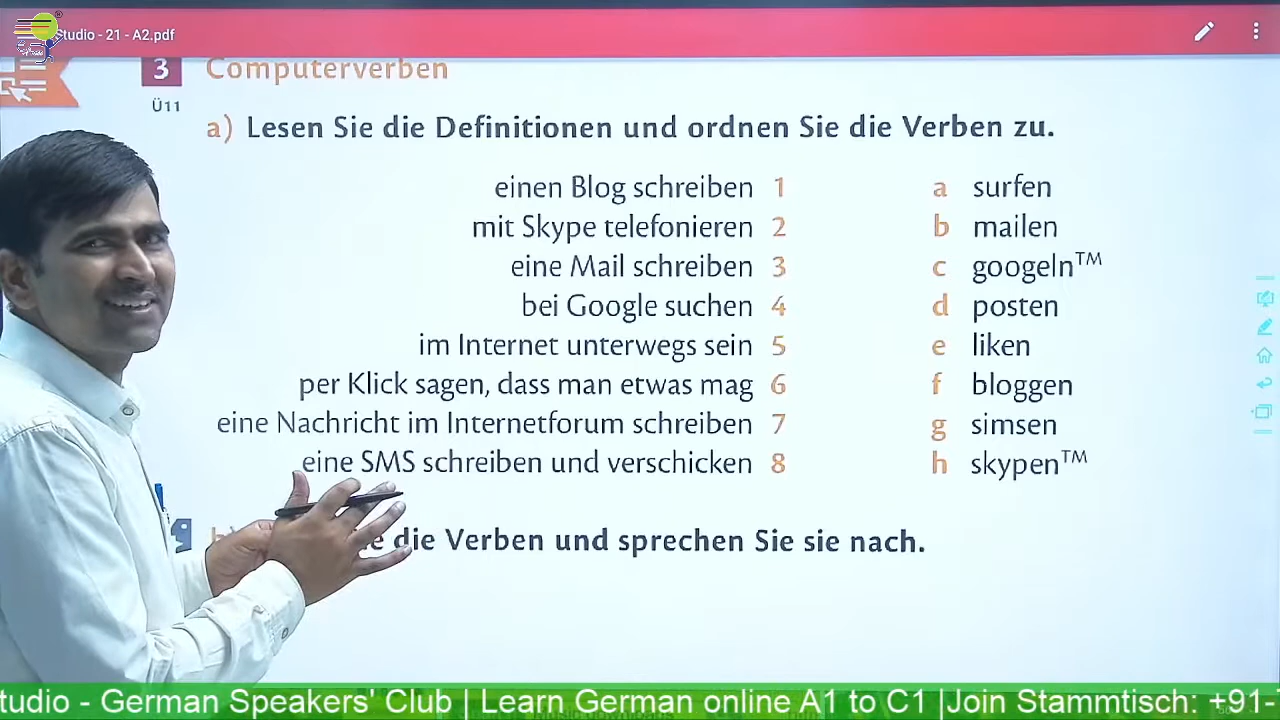 Studio - 21 - A2.pdf
3 Computerverben
Ü11
a) Lesen Sie die Definitionen und ordnen Sie die Verben zu.
einen Blog schreiben 1 a surfen
mit Skype telefonieren 2 b mailen
eine Mail schreiben 3 c googeln™
bei Google suchen 4 d posten
im Internet unterwegs sein 5 e liken
per Klick sagen, dass man etwas mag 6 f bloggen
eine Nachricht im Internetforum schreiben 7 g simsen
eine SMS schreiben und verschicken 8 h skypen™
die Verben und sprechen Sie sie nach.
tudio - German Speakers' Club | Learn German online A1 to C1 |Join Stammtisch: +91-